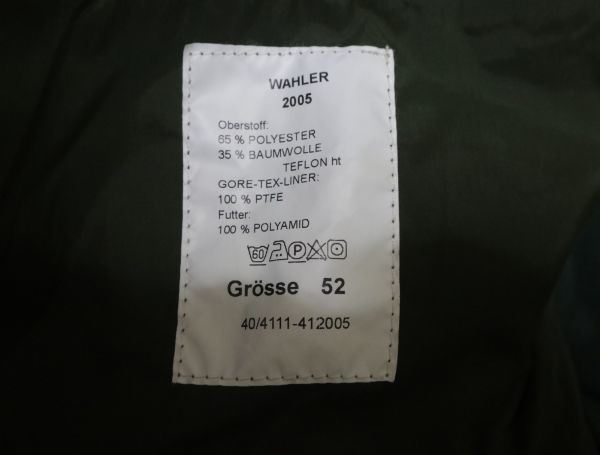 WAHLER
2005
Oberstoff:
65 % POLYESTER
35 % BAUMWOLLE
TEFLON ht
GORE-TEX-LINER:
100 % PTFE
Futter:
100 % POLYAMID
60 P
Grösse 52
40/4111-412005